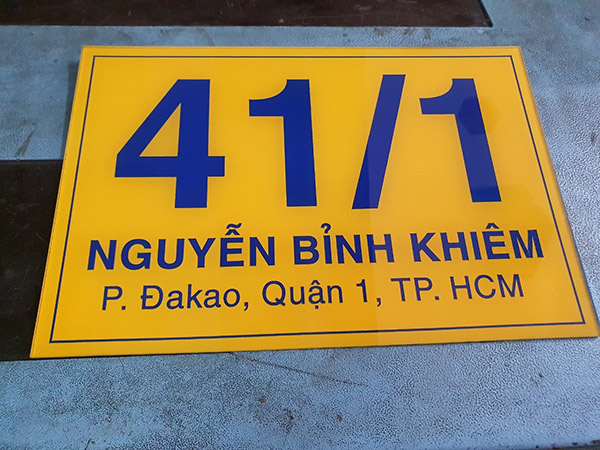 41/1
NGUYỄN BỈNH KHIÊM
P. Đakao, Quận 1, TP. HCM